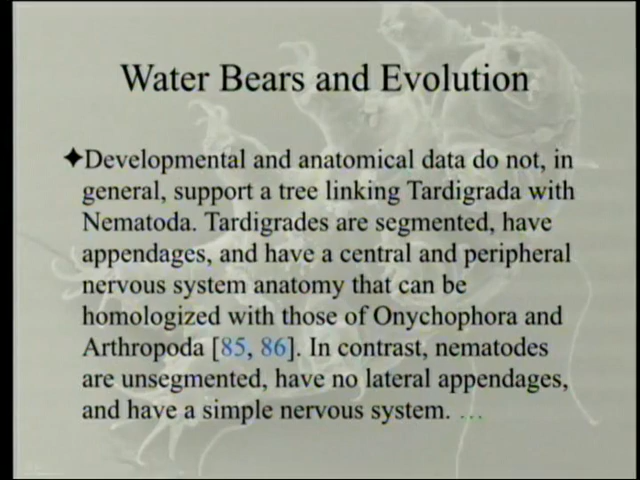 Water Bears and Evolution
✦Developmental and anatomical data do not, in
general, support a tree linking Tardigrada with
Nematoda. Tardigrades are segmented, have
appendages, and have a central and peripheral
nervous system anatomy that can be
homologized with those of Onychophora and
Arthropoda [85, 86]. In contrast, nematodes
are unsegmented, have no lateral appendages,
and have a simple nervous system. …